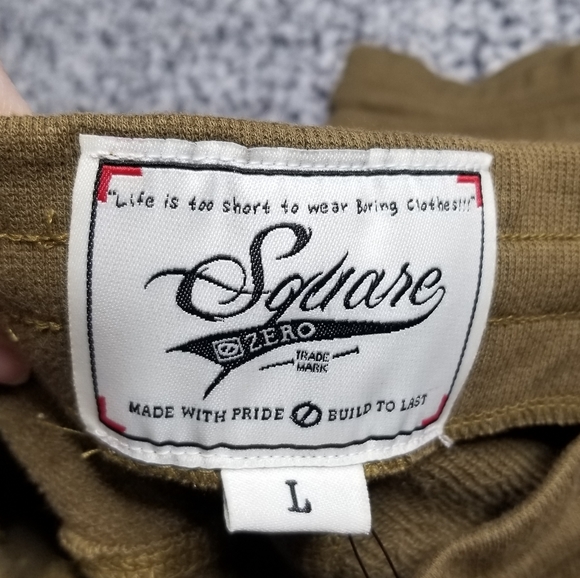 "Life is too short to wear Boring Clothes!!!"
Square
ZERO
TRADE
MARK
MADE WITH PRIDE BUILD TO LAST
L